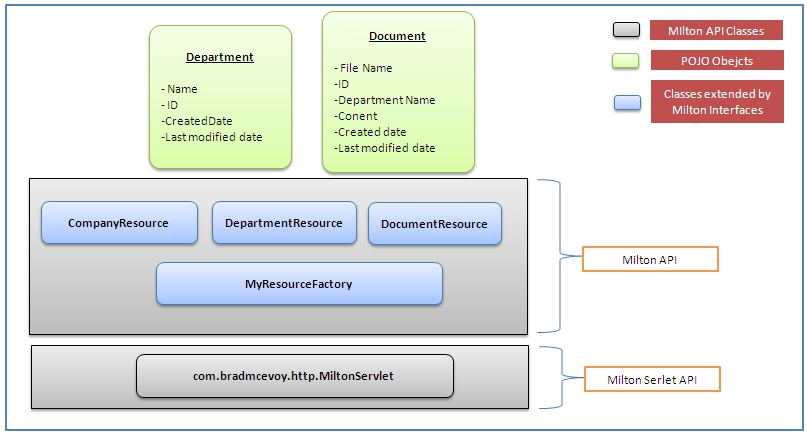 Department
- Name
- ID
- CreatedDate
- Last modified date
Document
- File Name
-ID
-Department Name
-Conent
-Created date
-Last modified date
MIlton API Classes
POJO Obejcts
Classes extended by
Milton Interfaces
CompanyResource
DepartmentResource
DocumentResource
MyResourceFactory
Milton API
com.bradmcevoy.http.MiltonServlet
Milton Serlet API